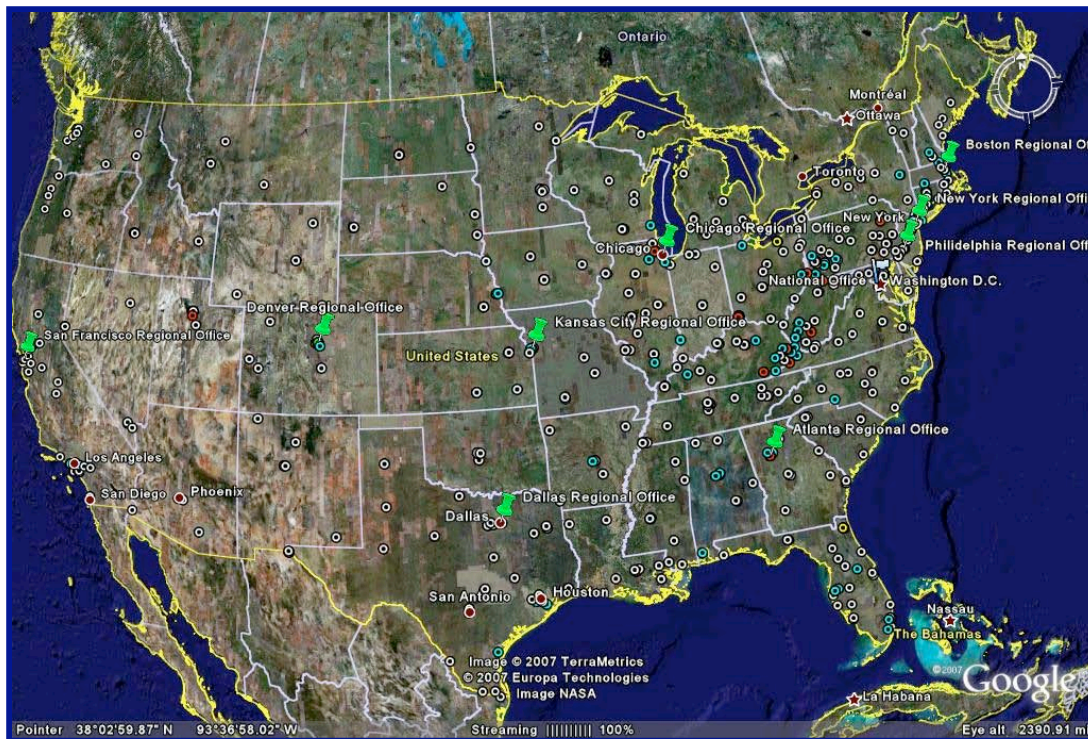 Ontario
Montréal
Ottawa
Boston Regional Of
Toronto
New York Regional Offi
New York
Chicago Regional Office
Philidelphia Regional Offi
Chicago
National Office
Washington D.C.
Denver Regional Office
Kansas City Regional Office
San Francisco Regional Office
United States
Atlanta Regional Office
Los Angeles
San Diego
Phoenix
Dallas Regional Office
Dallas
San Antonio
Houston
Nassau
The Bahamas
Image © 2007 TerraMetrics
© 2007 Europa Technologies
Image NASA
©2007
Google
La Habana
Pointer 38°02'59.87" N 93°36'58.02" W
Streaming |||||||||| 100%
Eye alt 2390.91 mi